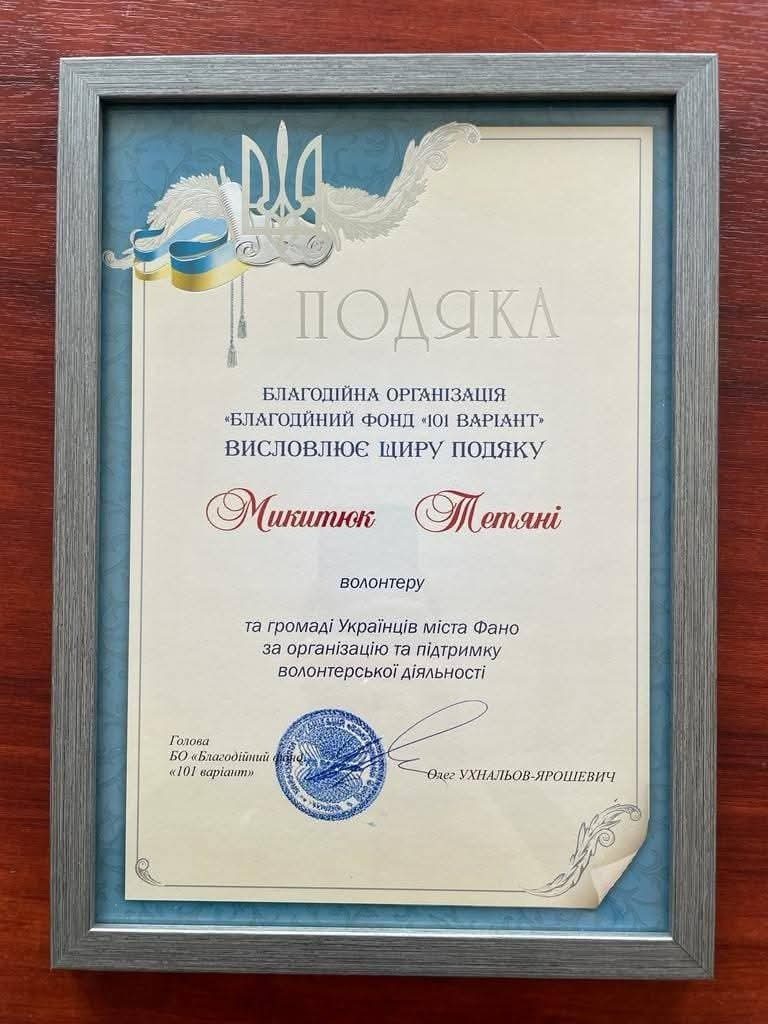 ПОДЯКА
БЛАГОДІЙНА ОРГАНІЗАЦІЯ
«БЛАГОДІЙНИЙ ФОНД «101 ВАРІАНТ»
ВИСЛОВЛЮЄ ЩИРУ ПОДЯКУ
Микитюк Тетяні
волонтеру
та громаді Українців міста Фано
за організацію та підтримку
волонтерської діяльності
Голова
БО «Благодійний фонд
«101 варіант»
Олег УХНАЛЬОВ-ЯРОШЕВИЧ